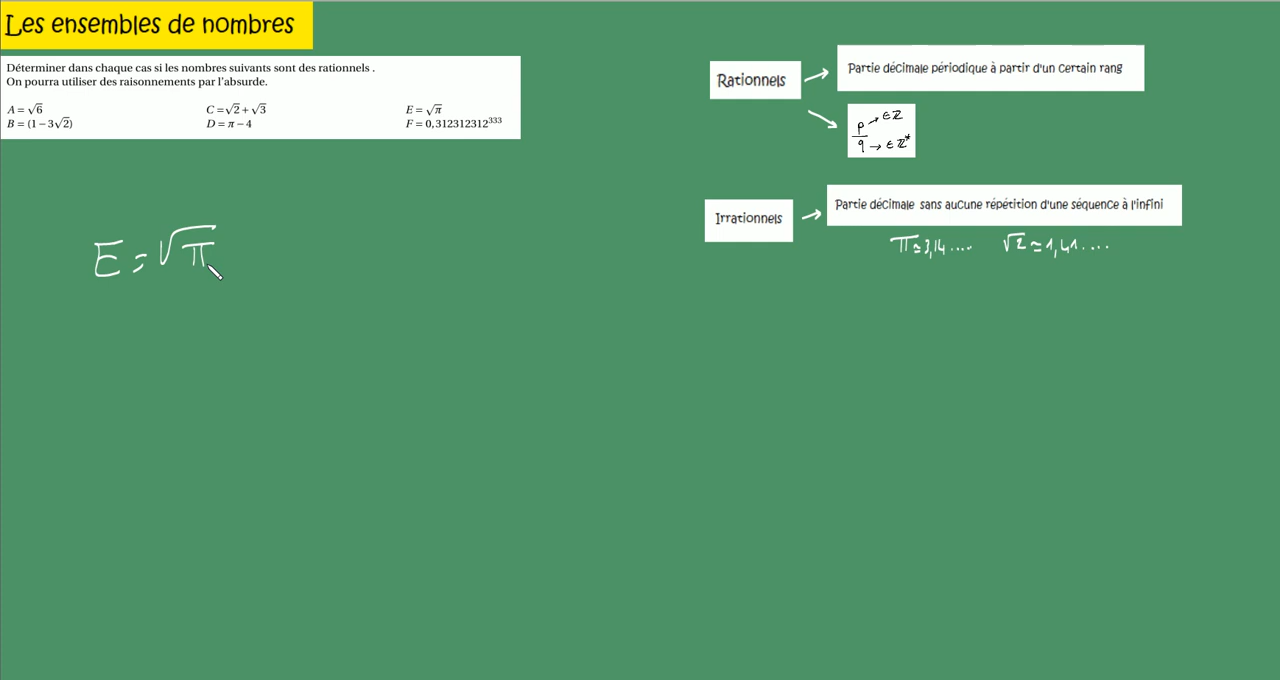 Les ensembles de nombres
Déterminer dans chaque cas si les nombres suivants sont des rationnels .
On pourra utiliser des raisonnements par l'absurde.
A = √6 C = √2 + √3 E = √π
B = (1 − 3√2) D = π − 4 F = 0,312312312³³³
Rationnels → Partie décimale périodique à partir d'un certain rang
p → ∈ ℤ
q → ∈ ℤ*
Irrationnels → Partie décimale sans aucune répétition d'une séquence à l'infini
π ≃ 3,14.... √2 ≃ 1,41....
E = √π